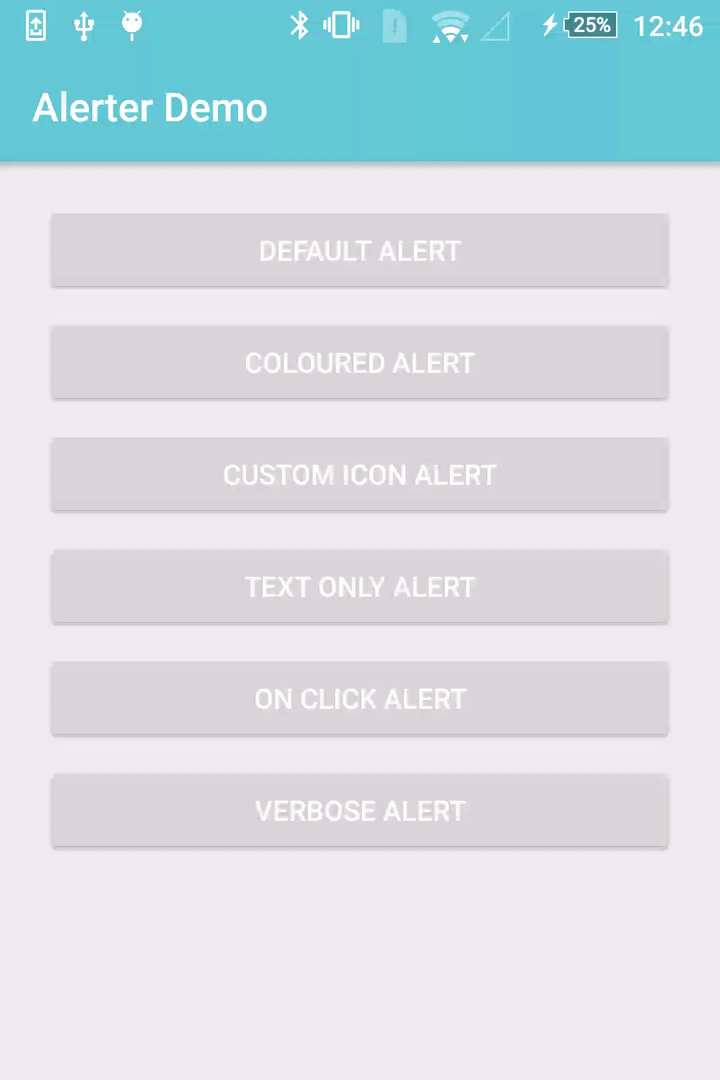 25% 12:46
Alerter Demo
DEFAULT ALERT
COLOURED ALERT
CUSTOM ICON ALERT
TEXT ONLY ALERT
ON CLICK ALERT
VERBOSE ALERT